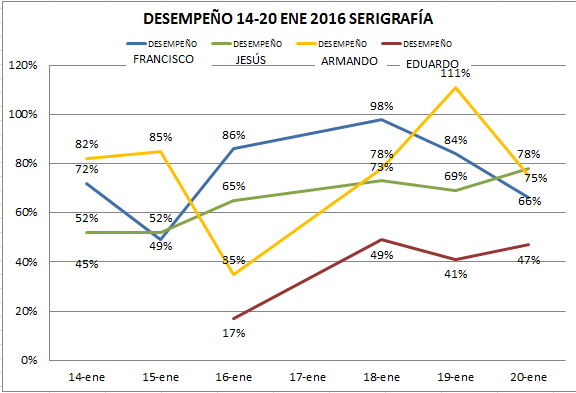 DESEMPEÑO 14-20 ENE 2016 SERIGRAFÍA
DESEMPEÑO DESEMPEÑO DESEMPEÑO DESEMPEÑO
FRANCISCO JESÚS ARMANDO EDUARDO
120%
100%
80%
60%
40%
20%
0%
111%
98%
82% 85% 86% 84%
72% 78% 73% 69% 78% 75%
65% 66%
52% 52%
49%
45% 35% 49% 41% 47%
17%
14-ene 15-ene 16-ene 17-ene 18-ene 19-ene 20-ene